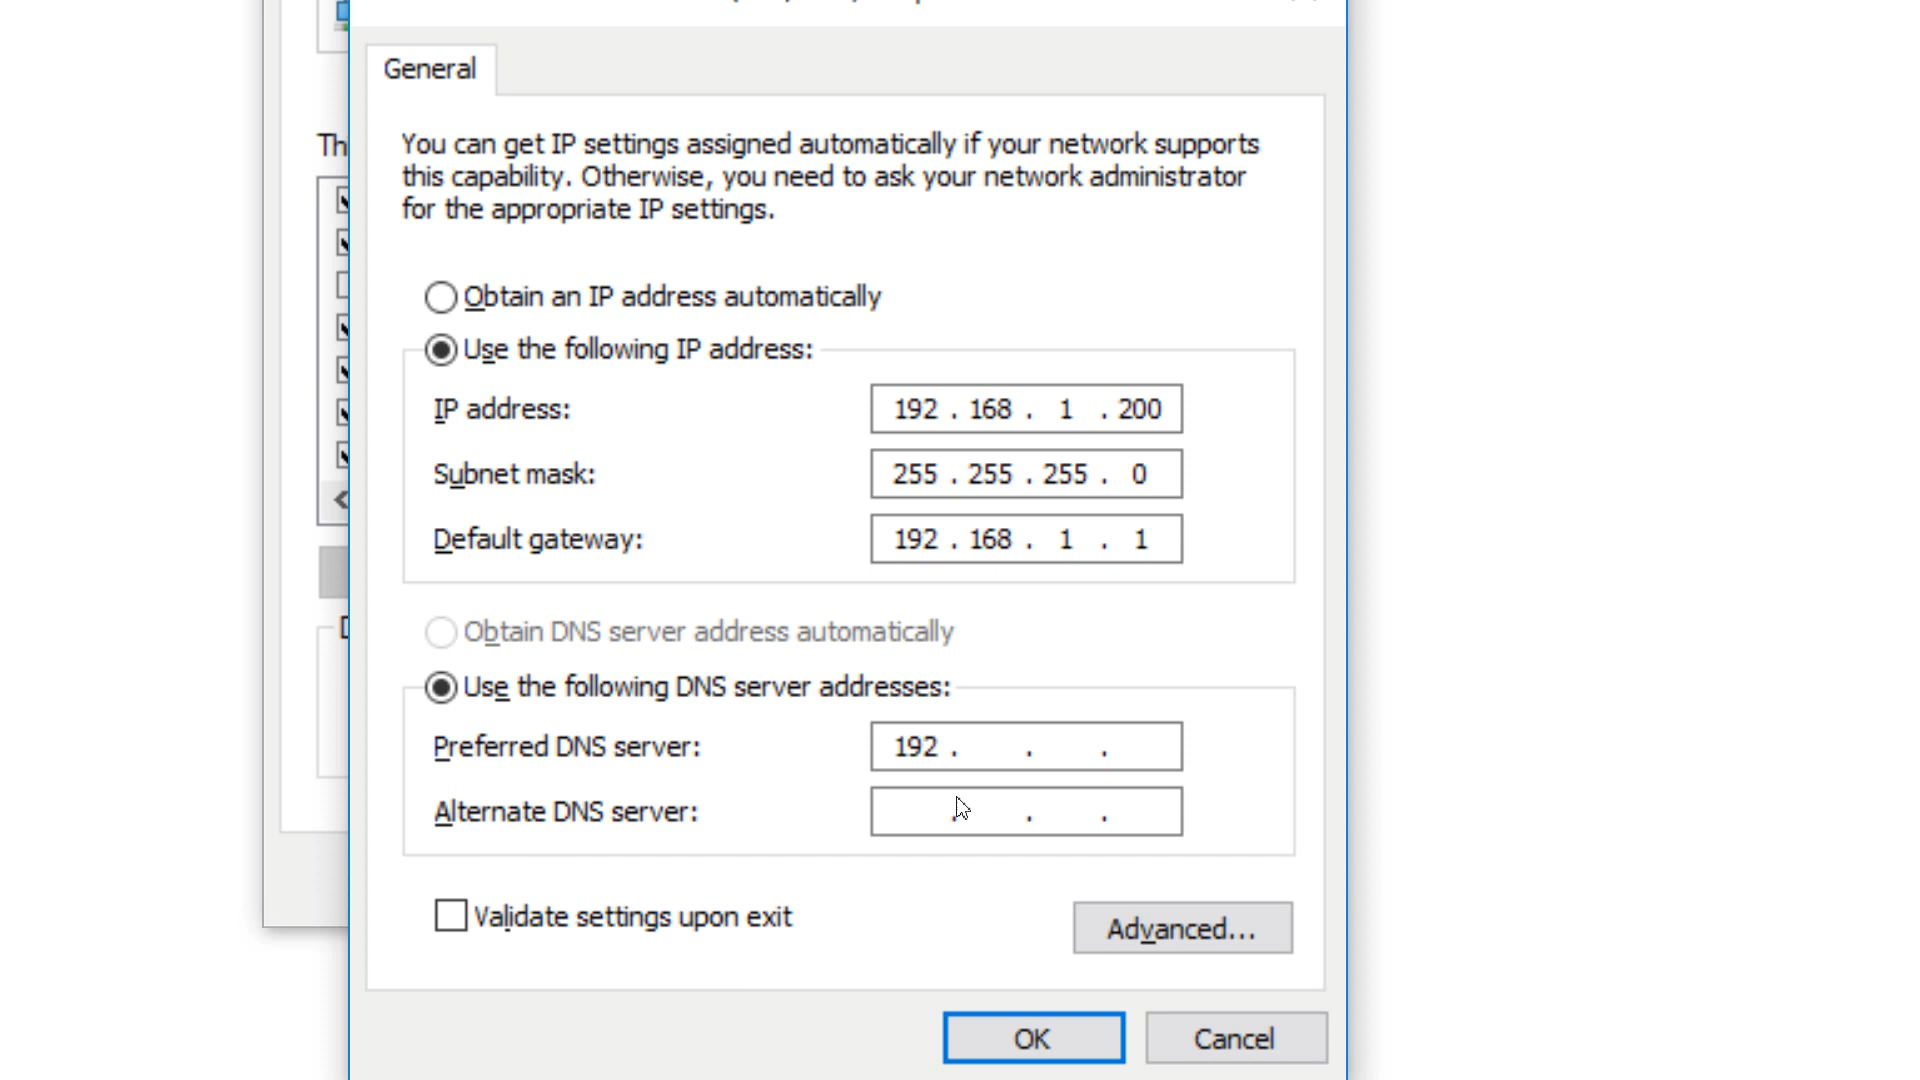 General
You can get IP settings assigned automatically if your network supports
this capability. Otherwise, you need to ask your network administrator
for the appropriate IP settings.
Th
Obtain an IP address automatically
Use the following IP address:
IP address: 192 . 168 . 1 . 200
Subnet mask: 255 . 255 . 255 . 0
Default gateway: 192 . 168 . 1 . 1
Obtain DNS server address automatically
Use the following DNS server addresses:
Preferred DNS server: 192 . . .
Alternate DNS server: . . .
Validate settings upon exit
Advanced...
OK Cancel